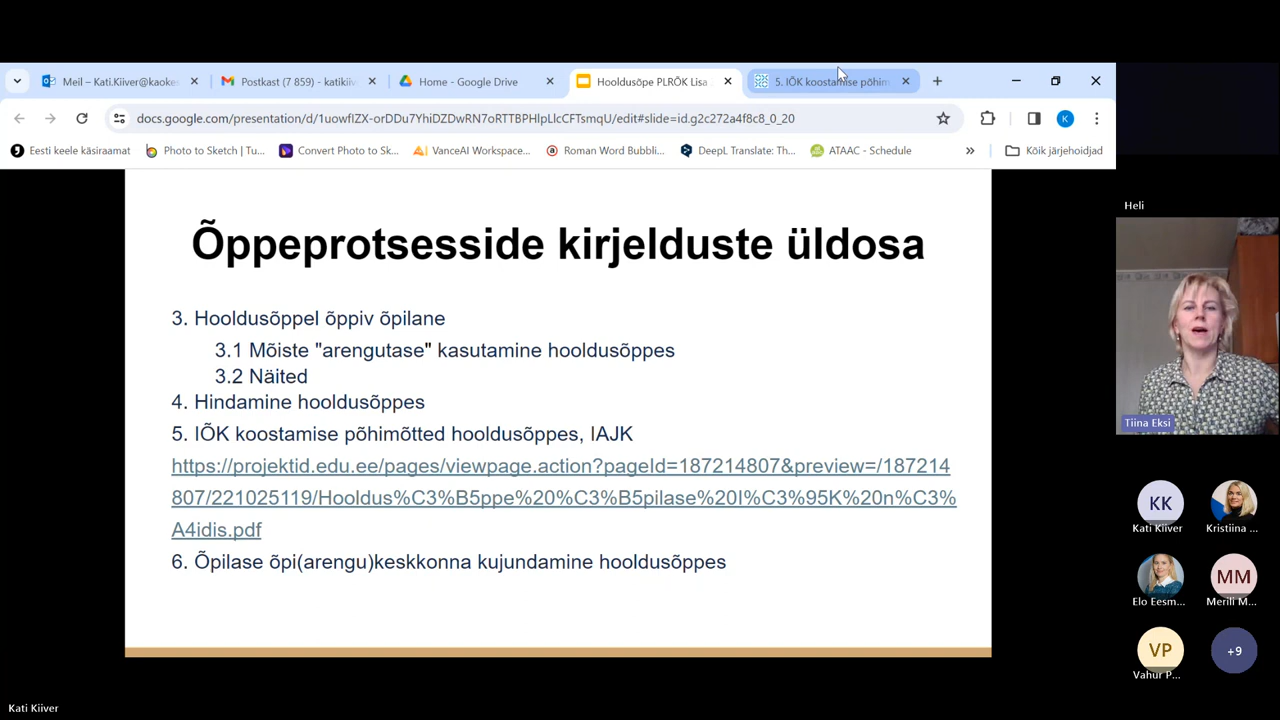 Meil – Kati.Kiiver@kaokes
Postkast (7 859) - katikiiv
Home - Google Drive
Hooldusõpe PLRÕK Lisa
5. IÕK koostamise põhim
docs.google.com/presentation/d/1uowflZX-orDDu7YhiDZDwRN7oRTTBPHlpLlcCFTsmqU/edit#slide=id.g2c272a4f8c8_0_20
K
Eesti keele käsiraamat
Photo to Sketch | Tu...
Convert Photo to Sk...
VanceAI Workspace...
Roman Word Bubbli...
DeepL Translate: Th...
ATAAC - Schedule
»
Kõik järjehoidjad
Õppeprotsesside kirjelduste üldosa
3. Hooldusõppel õppiv õpilane
3.1 Mõiste "arengutase" kasutamine hooldusõppes
3.2 Näited
4. Hindamine hooldusõppes
5. IÕK koostamise põhimõtted hooldusõppes, IAJK
https://projektid.edu.ee/pages/viewpage.action?pageId=187214807&preview=/187214
807/221025119/Hooldus%C3%B5ppe%20%C3%B5pilase%20I%C3%95K%20n%C3%
A4idis.pdf
6. Õpilase õpi(arengu)keskkonna kujundamine hooldusõppes
Heli
Tiina Eksi
KK
Kati Kiiver
Kristiina ...
Elo Eesm...
MM
Merili M...
VP
Vahur P...
+9
Kati Kiiver